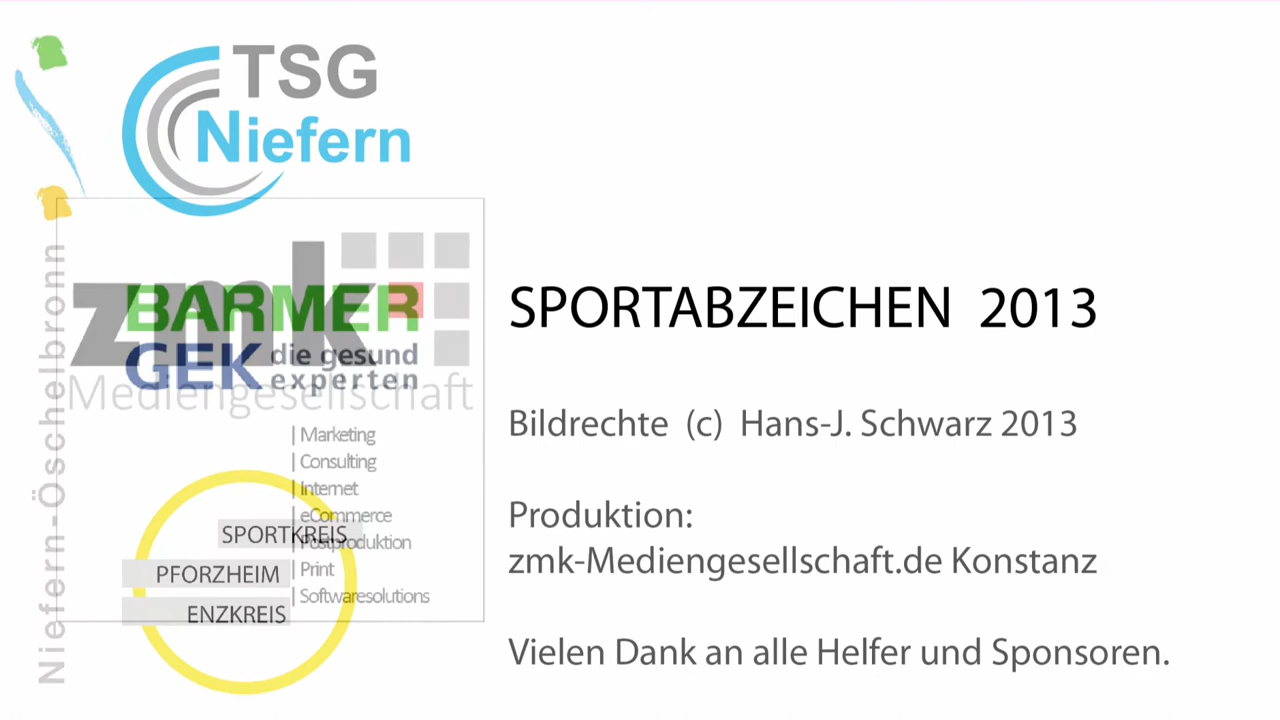 TSG
Niefern
Niefern-Öschelbronn
zmk
BARMER
GEK die gesund
experten
Mediengesellschaft
| Marketing
| Consulting
| Internet
| eCommerce
| Postproduktion
| Print
| Softwaresolutions
SPORTKREIS
PFORZHEIM
ENZKREIS
SPORTABZEICHEN 2013
Bildrechte (c) Hans-J. Schwarz 2013
Produktion:
zmk-Mediengesellschaft.de Konstanz
Vielen Dank an alle Helfer und Sponsoren.